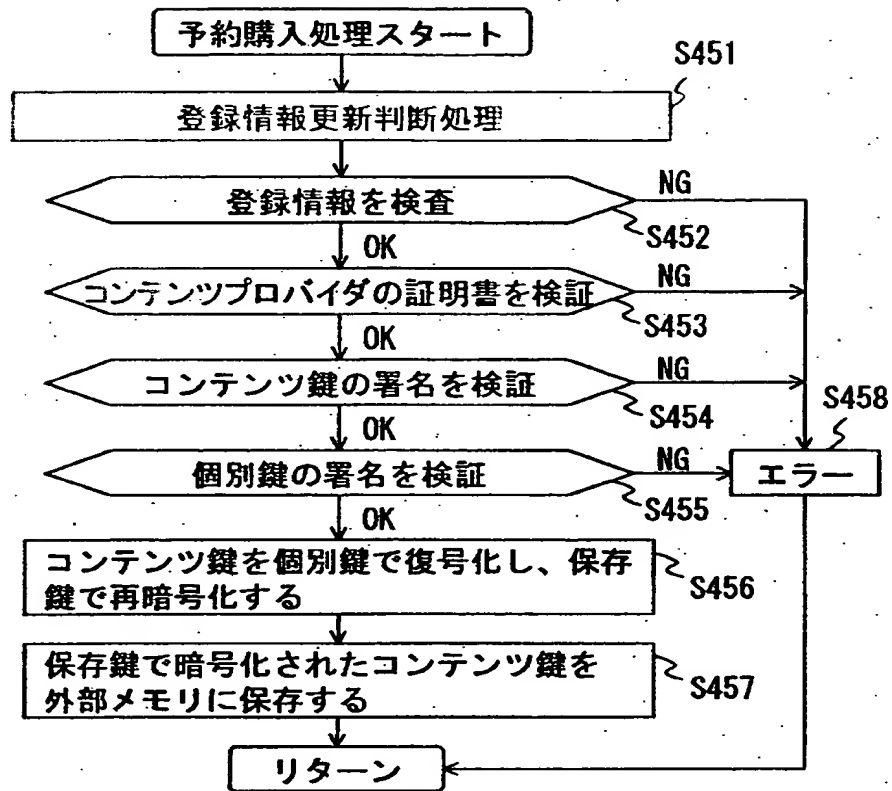 予約購入処理スタート
S451
登録情報更新判断処理
登録情報を検査
NG
S452
OK
コンテンツプロバイダの証明書を検証
NG
S453
OK
コンテンツ鍵の署名を検証
NG
S454
S458
OK
個別鍵の署名を検証
NG
エラー
S455
OK
コンテンツ鍵を個別鍵で復号化し、保存
鍵で再暗号化する
S456
保存鍵で暗号化されたコンテンツ鍵を
外部メモリに保存する
S457
リターン